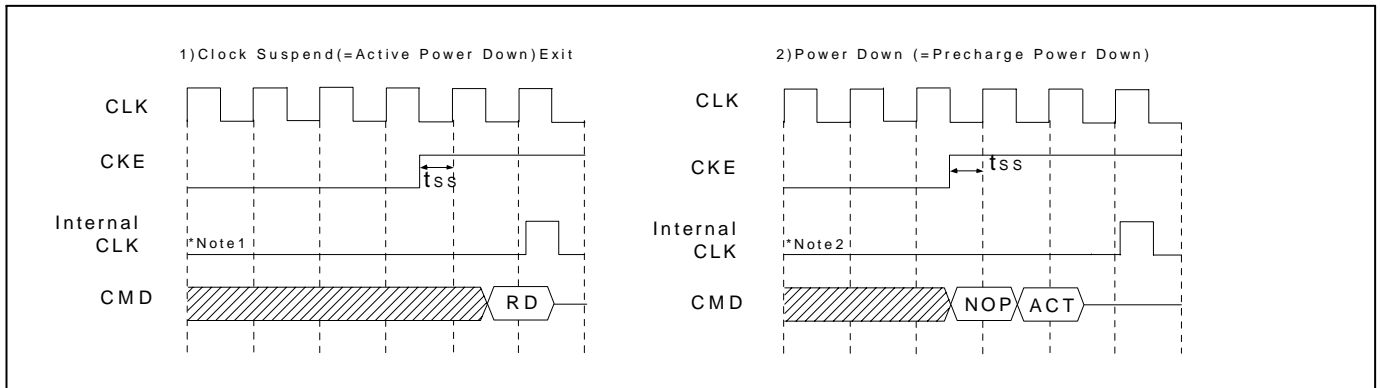 1)Clock Suspend(=Active Power Down)Exit
CLK
CKE
tss
Internal
CLK
*Note1
CMD
RD
2)Power Down (=Precharge Power Down)
CLK
CKE
tss
Internal
CLK
*Note2
CMD
NOP
ACT